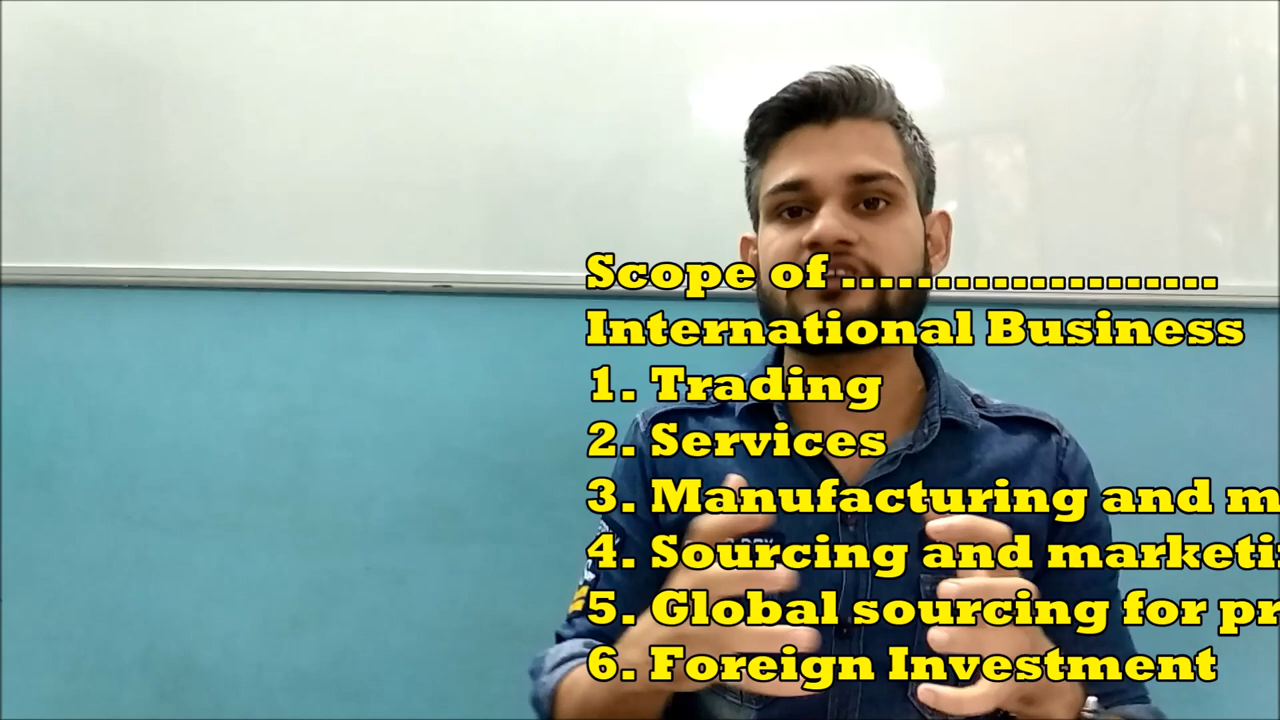 Scope of ....................
International Business
1. Trading
2. Services
3. Manufacturing and
4. Sourcing and
5. Global sourcing for
6. Foreign Investment